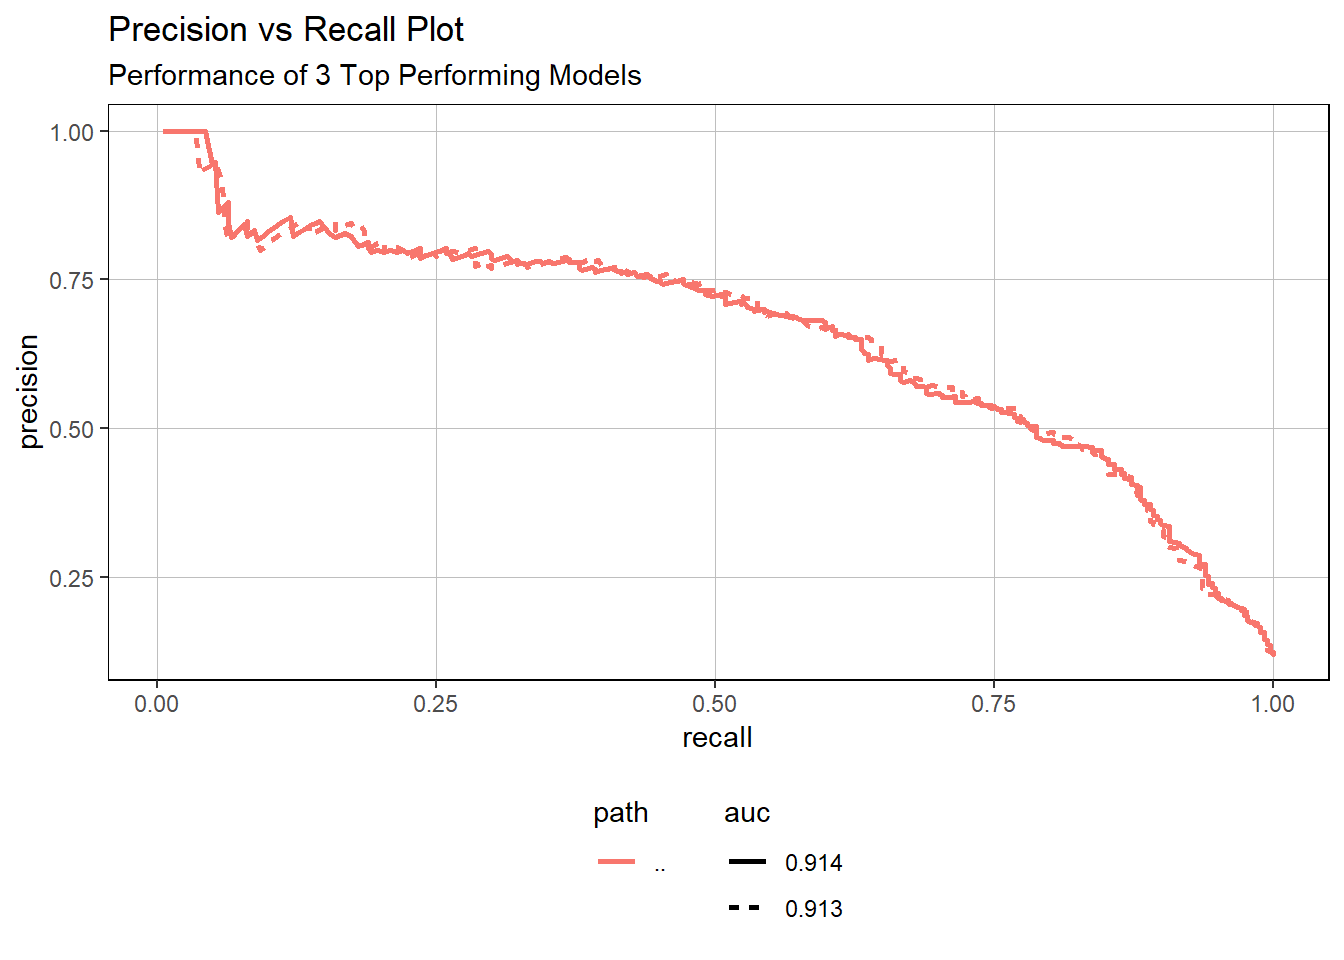 Precision vs Recall Plot
Performance of 3 Top Performing Models
precision
1.00
0.75
0.50
0.25
0.00 0.25 0.50 0.75 1.00
recall
path auc
.. 0.914
0.913